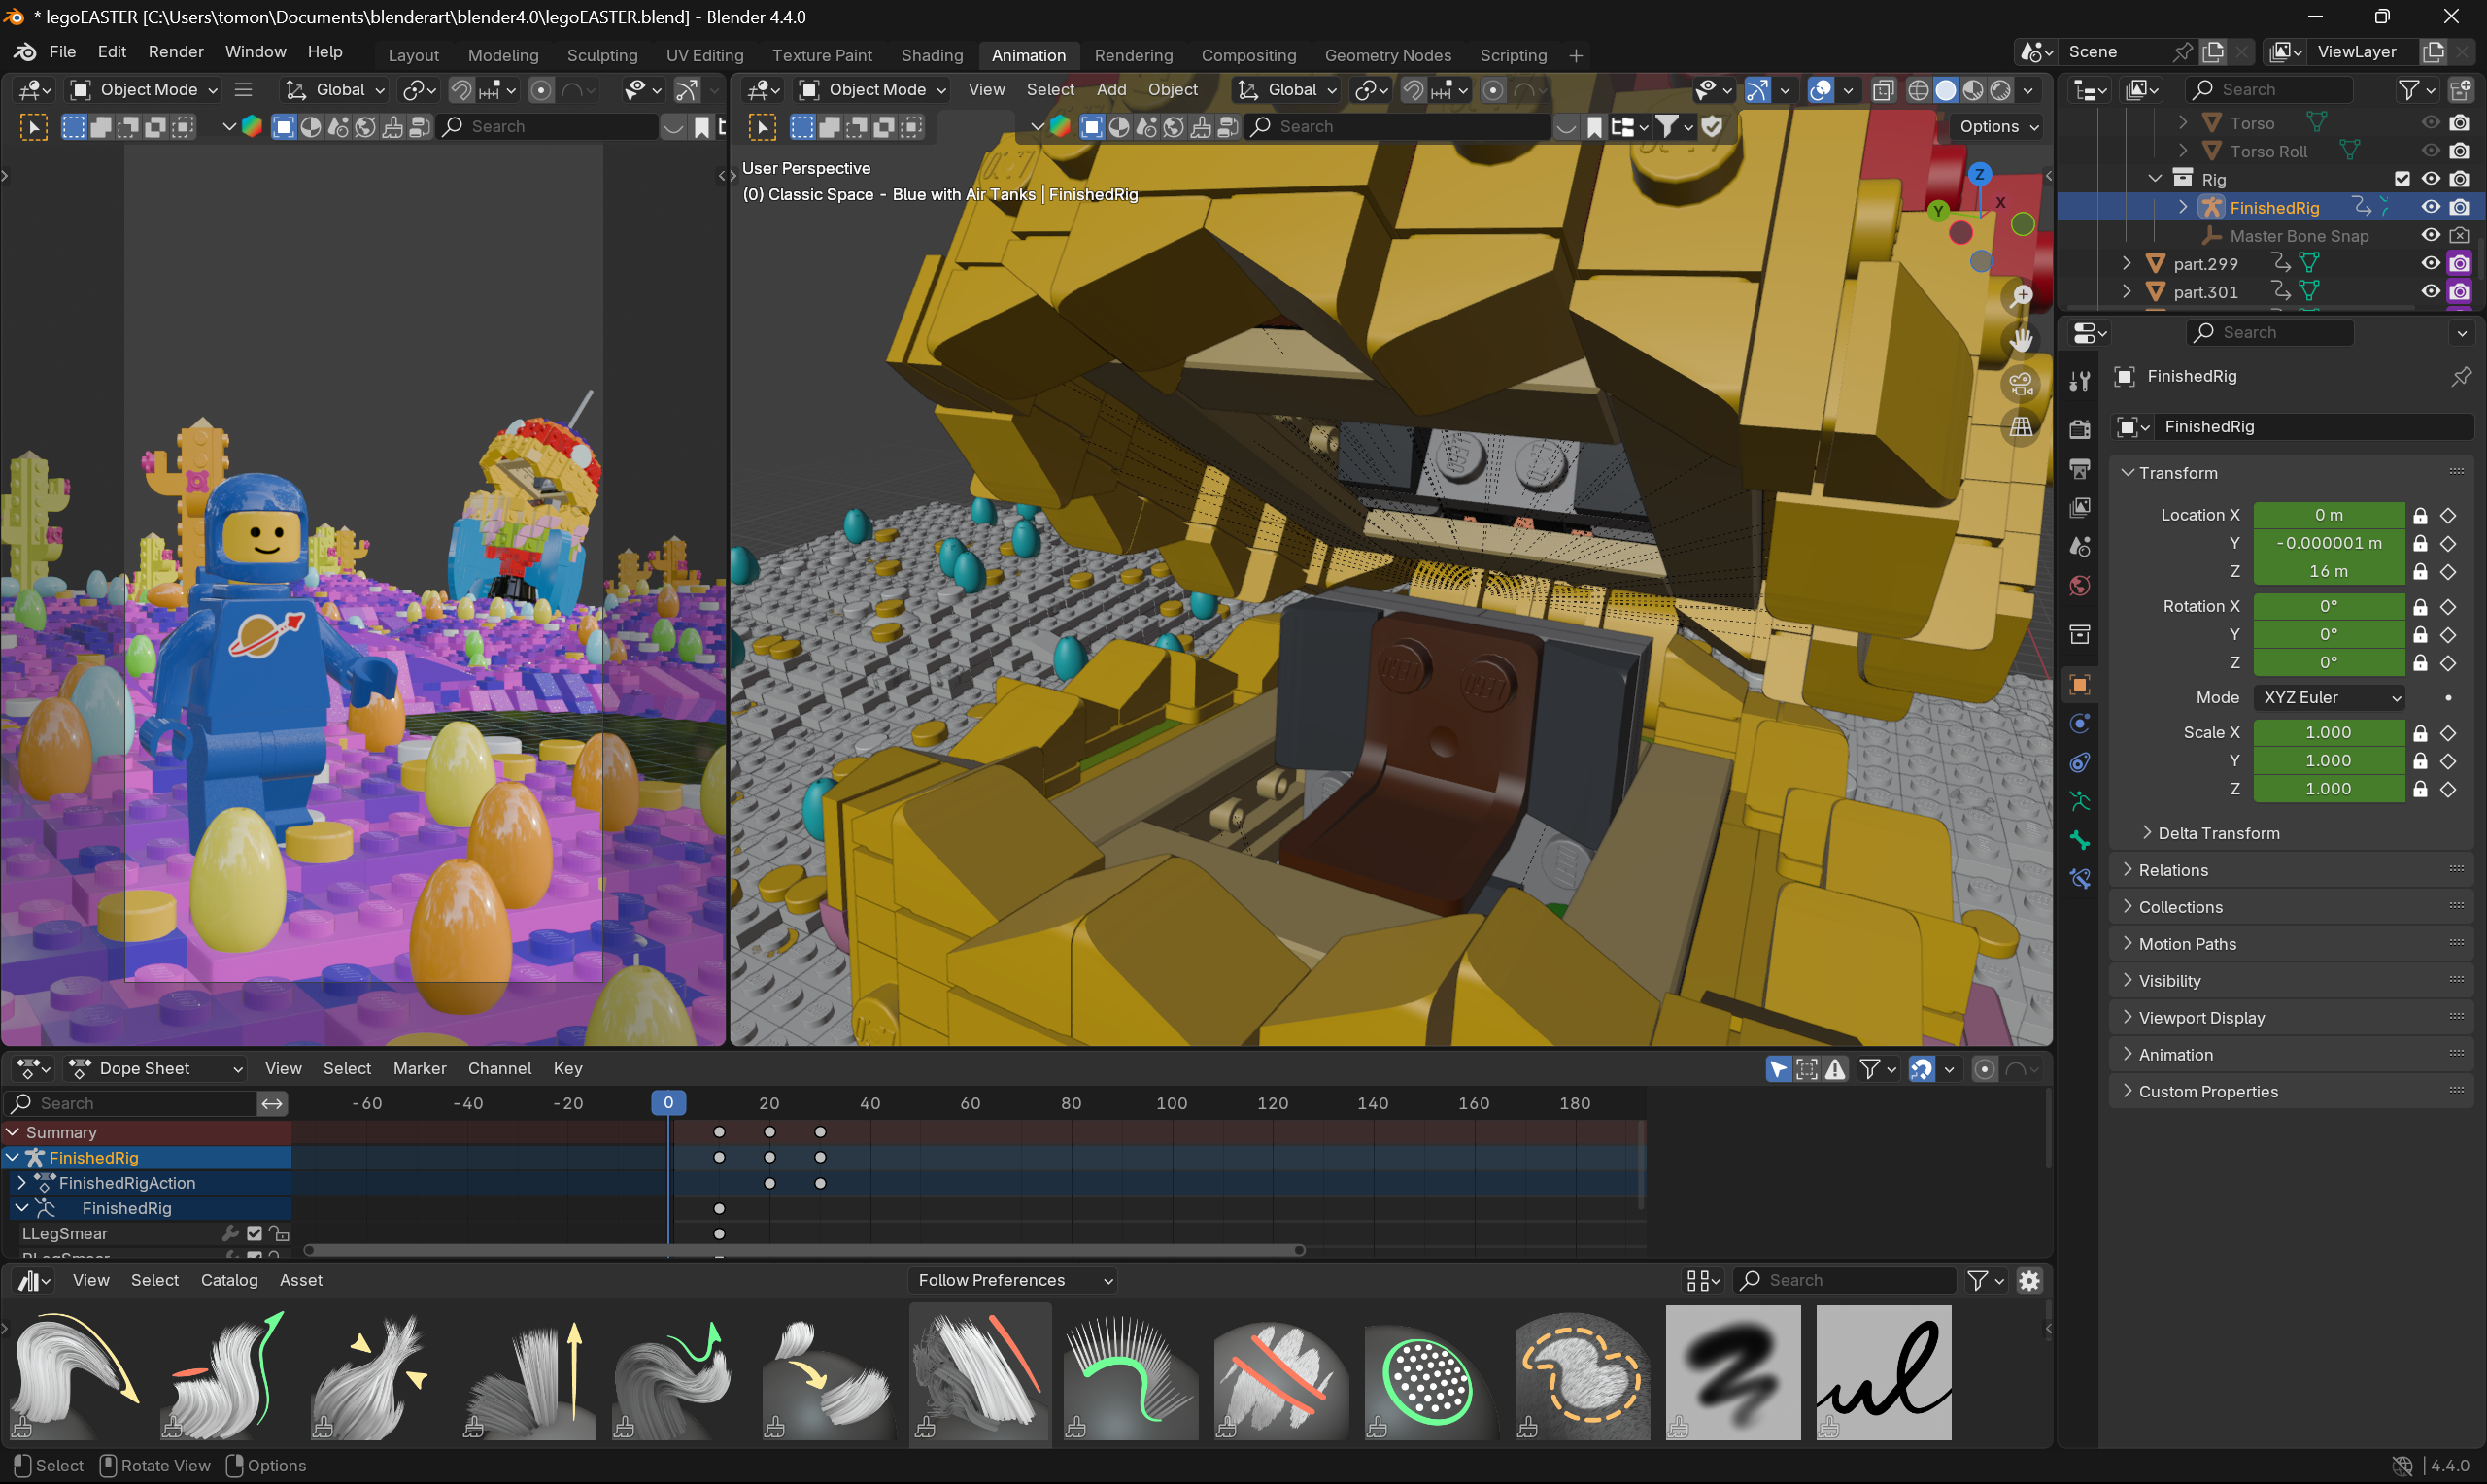 * legoEASTER [C:\Users\tomon\Documents\blenderart\blender4.0\legoEASTER.blend] - Blender 4.4.0
File Edit Render Window Help
Layout Modeling Sculpting UV Editing Texture Paint Shading Animation Rendering Compositing Geometry Nodes Scripting +
Scene
ViewLayer
Object Mode
Global
Search
Object Mode View Select Add Object
Global
Search
Options
User Perspective
(0) Classic Space - Blue with Air Tanks | FinishedRig
Z
Y
X
Search
Torso
Torso Roll
Rig
FinishedRig
Master Bone Snap
part.299
part.301
Search
FinishedRig
FinishedRig
Transform
Location X 0 m
Y -0.000001 m
Z 16 m
Rotation X 0°
Y 0°
Z 0°
Mode XYZ Euler
Scale X 1.000
Y 1.000
Z 1.000
Delta Transform
Relations
Collections
Motion Paths
Visibility
Viewport Display
Animation
Custom Properties
Dope Sheet View Select Marker Channel Key
Search
-60 -40 -20 0 20 40 60 80 100 120 140 160 180
Summary
FinishedRig
FinishedRigAction
FinishedRig
LLegSmear
View Select Catalog Asset
Follow Preferences
Search
Select Rotate View Options
4.4.0